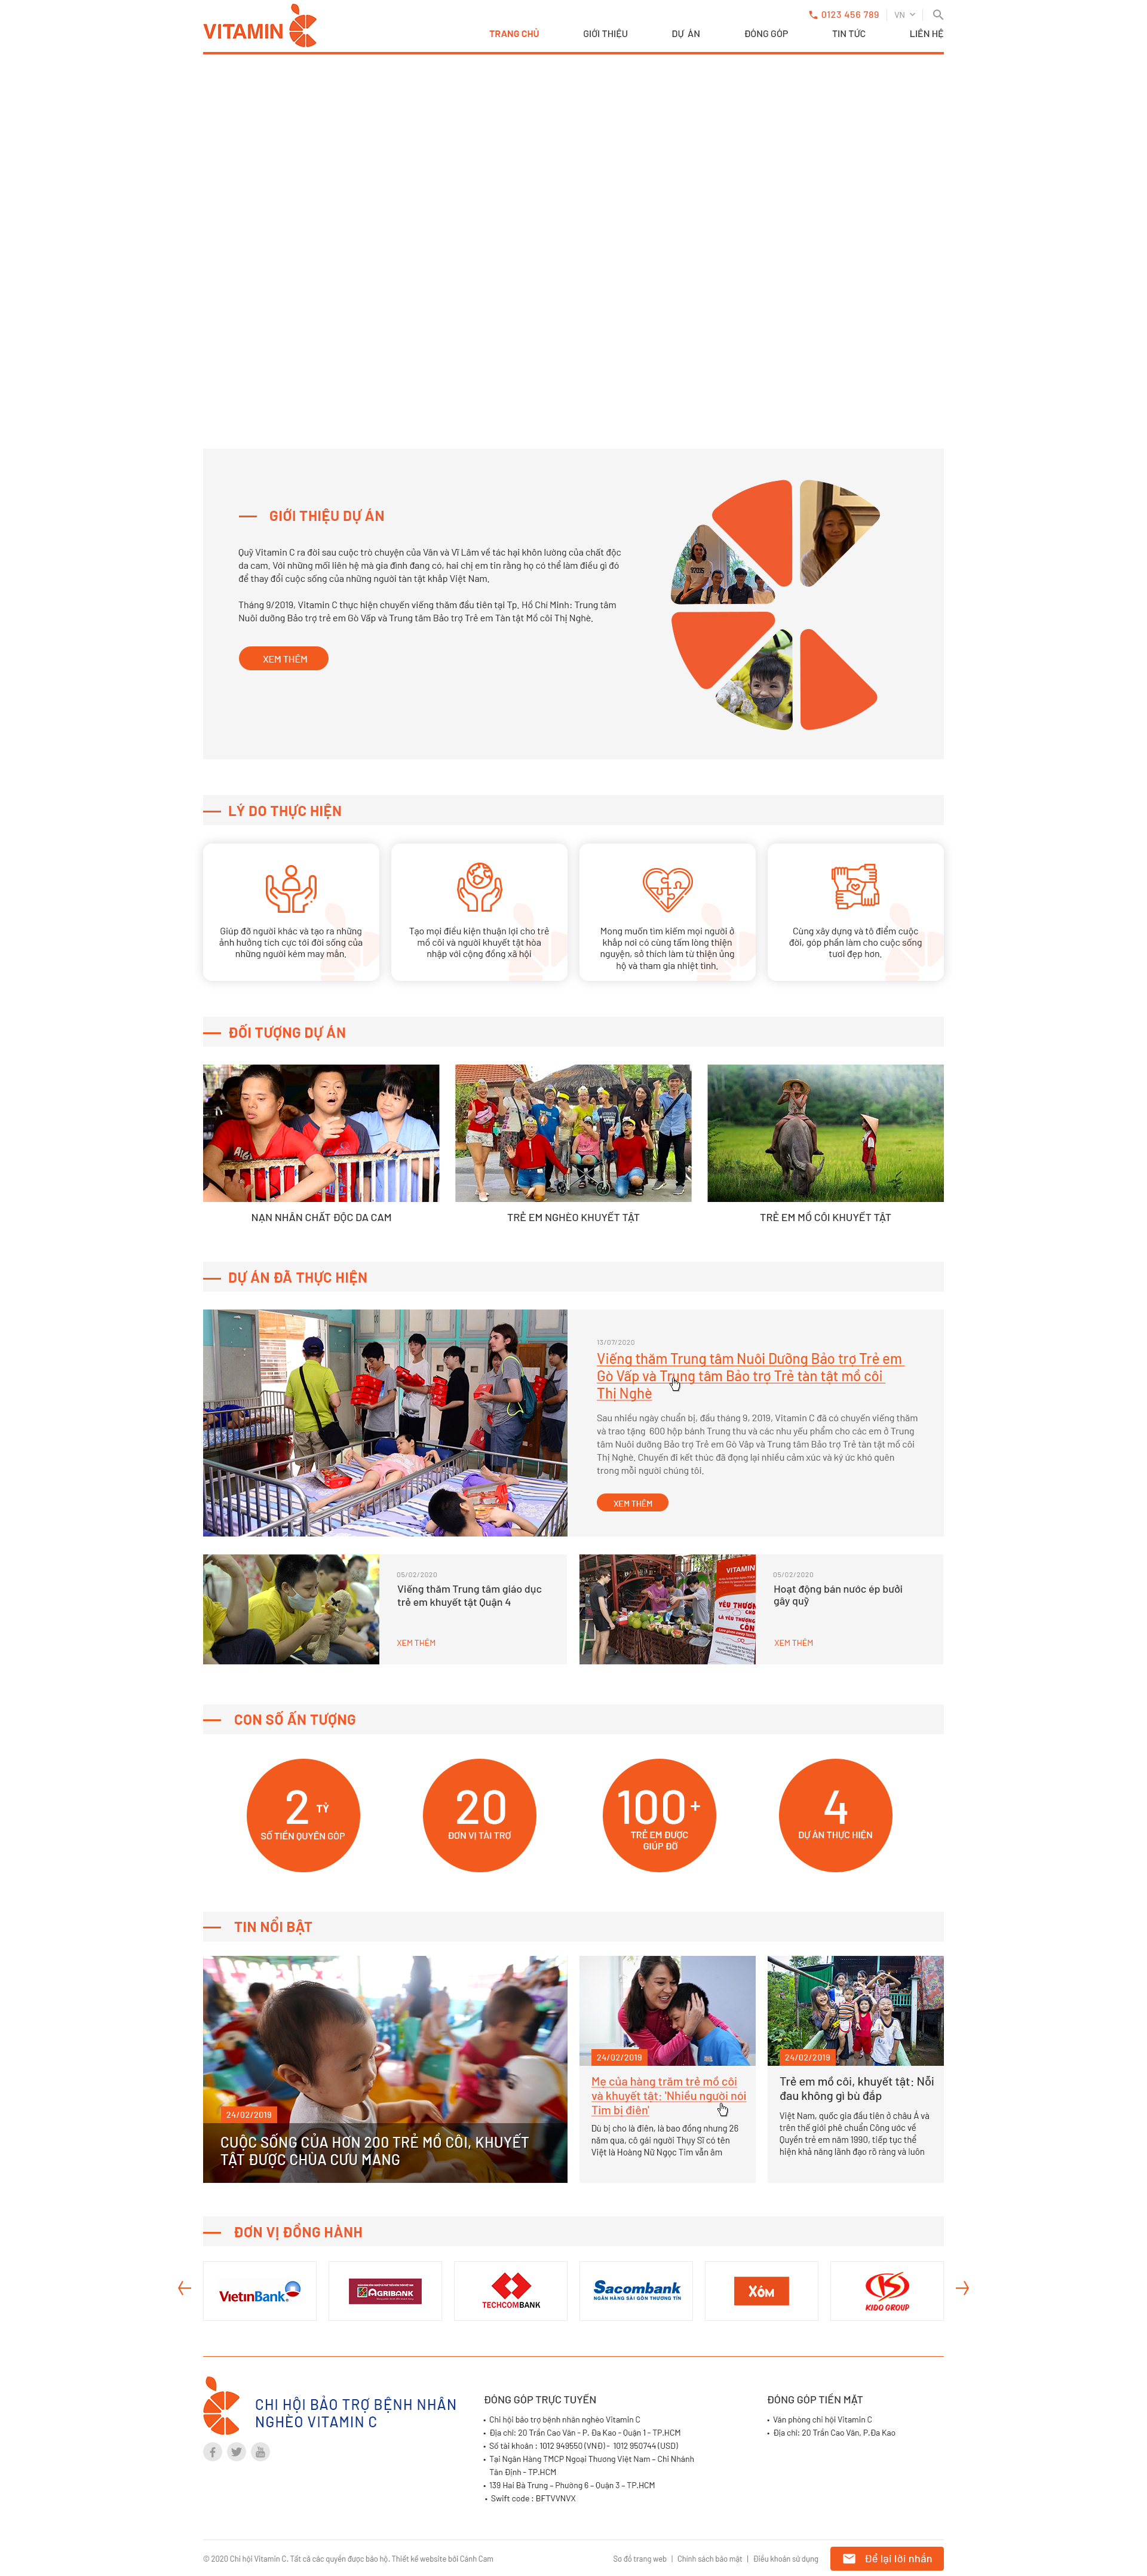 VITAMIN
0123 456 789
VN
TRANG CHỦ
GIỚI THIỆU
DỰ ÁN
ĐÓNG GÓP
TIN TỨC
LIÊN HỆ
GIỚI THIỆU DỰ ÁN
Quỹ Vitamin C ra đời sau cuộc trò chuyện của Vân và Vĩ Lâm về tác hại khôn lường của chất độc
da cam. Với những mối liên hệ mà gia đình đang có, hai chị em tin rằng họ có thể làm điều gì đó
để thay đổi cuộc sống của những người tàn tật khắp Việt Nam.
Tháng 9/2019, Vitamin C thực hiện chuyến viếng thăm đầu tiên tại Tp. Hồ Chí Minh: Trung tâm
Nuôi dưỡng Bảo trợ trẻ em Gò Vấp và Trung tâm Bảo trợ Trẻ em Tàn tật Mồ côi Thị Nghè.
XEM THÊM
LÝ DO THỰC HIỆN
Giúp đỡ người khác và tạo ra những
ảnh hưởng tích cực tới đời sống của
những người kém may mắn.
Tạo mọi điều kiện thuận lợi cho trẻ
mồ côi và người khuyết tật hòa
nhập với cộng đồng xã hội
Mong muốn tìm kiếm mọi người ở
khắp nơi có cùng tấm lòng thiện
nguyện, sở thích làm từ thiện ủng
hộ và tham gia nhiệt tình.
Cùng xây dựng và tô điểm cuộc
đời, góp phần làm cho cuộc sống
tươi đẹp hơn.
ĐỐI TƯỢNG DỰ ÁN
NẠN NHÂN CHẤT ĐỘC DA CAM
TRẺ EM NGHÈO KHUYẾT TẬT
TRẺ EM MỒ CÔI KHUYẾT TẬT
DỰ ÁN ĐÃ THỰC HIỆN
13/07/2020
Viếng thăm Trung tâm Nuôi Dưỡng Bảo trợ Trẻ em
Gò Vấp và Trung tâm Bảo trợ Trẻ tàn tật mồ côi
Thị Nghè
Sau nhiều ngày chuẩn bị, đầu tháng 9, 2019, Vitamin C đã có chuyến viếng thăm
và trao tặng 600 hộp bánh Trung thu và các nhu yếu phẩm cho các em ở Trung
tâm Nuôi dưỡng Bảo trợ Trẻ em Gò Vâp và Trung tâm Bảo trợ Trẻ tàn tật mồ côi
Thị Nghè. Chuyến đi kết thúc đã đọng lại nhiều cảm xúc và ký ức khó quên
trong mỗi người chúng tôi.
XEM THÊM
05/02/2020
Viếng thăm Trung tâm giáo dục
trẻ em khuyết tật Quận 4
XEM THÊM
VITAMIN
YÊU THƯƠNG
CHO
LÀ YÊU THƯƠNG
CÒN
05/02/2020
Hoạt động bán nước ép bưởi
gây quỹ
XEM THÊM
CON SỐ ẤN TƯỢNG
2 TỶ
SỐ TIỀN QUYÊN GÓP
20
ĐƠN VỊ TÀI TRỢ
100+
TRẺ EM ĐƯỢC
GIÚP ĐỠ
4
DỰ ÁN THỰC HIỆN
TIN NỔI BẬT
24/02/2019
CUỘC SỐNG CỦA HƠN 200 TRẺ MỒ CÔI, KHUYẾT
TẬT ĐƯỢC CHÙA CƯU MANG
24/02/2019
Mẹ của hàng trăm trẻ mồ côi
và khuyết tật: 'Nhiều người nói
Tim bị điên'
Dù bị cho là điên, là bao đồng nhưng 26
năm qua, cô gái người Thụy Sĩ có tên
Việt là Hoàng Nữ Ngọc Tim vẫn âm
24/02/2019
Trẻ em mồ côi, khuyết tật: Nỗi
đau không gì bù đắp
Việt Nam, quốc gia đầu tiên ở châu Á và
trên thế giới phê chuẩn Công ước về
Quyền trẻ em năm 1990, tiếp tục thể
hiện khả năng lãnh đạo rõ ràng và luôn
ĐƠN VỊ ĐỒNG HÀNH
VietinBank
AGRIBANK
TECHCOMBANK
Sacombank
NGÂN HÀNG SÀI GÒN THƯƠNG TÍN
XÓM
KIDO GROUP
CHI HỘI BẢO TRỢ BỆNH NHÂN
NGHÈO VITAMIN C
ĐÓNG GÓP TRỰC TUYẾN
• Chi hội bảo trợ bệnh nhân nghèo Vitamin C
• Địa chỉ: 20 Trần Cao Vân - P. Đa Kao - Quận 1 - TP.HCM
• Số tài khoản : 1012 949550 (VNĐ) - 1012 950744 (USD)
• Tại Ngân Hàng TMCP Ngoại Thương Việt Nam – Chi Nhánh
Tân Định - TP.HCM
• 139 Hai Bà Trưng – Phường 6 – Quận 3 – TP.HCM
• Swift code : BFTVVNVX
ĐÓNG GÓP TIỀN MẶT
• Văn phòng chi hội Vitamin C
• Địa chỉ: 20 Trần Cao Vân, P.Đa Kao
© 2020 Chi hội Vitamin C. Tất cả các quyền được bảo hộ. Thiết kế website bởi Cánh Cam
Sơ đồ trang web | Chính sách bảo mật | Điều khoản sử dụng
Để lại lời nhắn